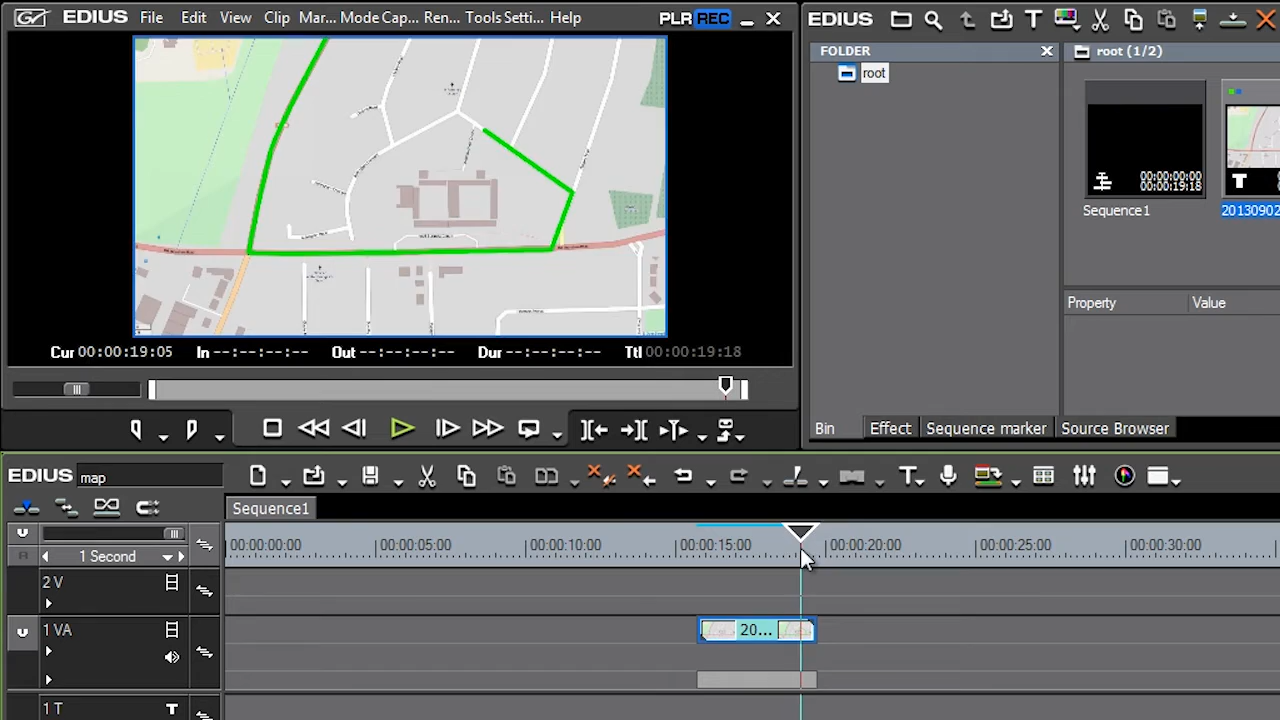 EDIUS File Edit View Clip Mar... Mode Cap... Ren... Tools Setti... Help PLR REC
Cur 00:00:19:05 In --:--:--:-- Out --:--:--:-- Dur --:--:--:-- Ttl 00:00:19:18
EDIUS
FOLDER
root
root (1/2)
00:00:00:00
00:00:19:18
T
Sequence1
20130902
Property Value
Bin Effect Sequence marker Source Browser
EDIUS map
Sequence1
1 Second
00:00:00:00 00:00:05:00 00:00:10:00 00:00:15:00 00:00:20:00 00:00:25:00 00:00:30:00
2 V
1 VA
20...
1 T T